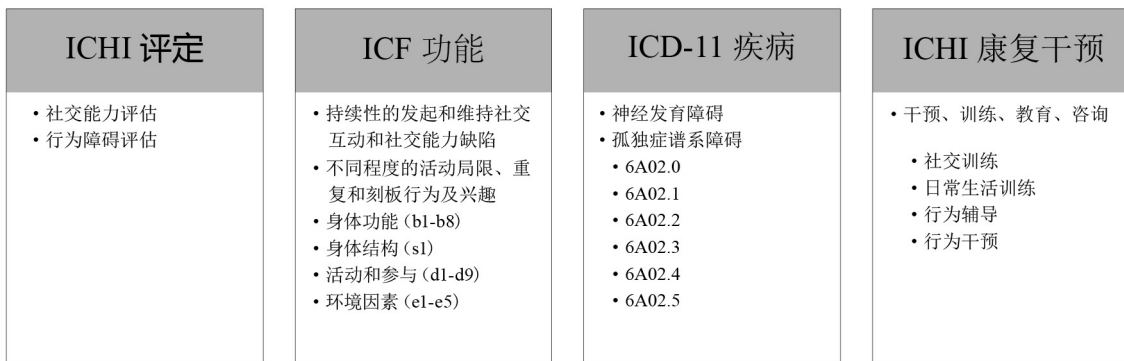 ICHI 评定
• 社交能力评估
• 行为障碍评估
ICF 功能
• 持续性的发起和维持社交
互动和社交能力缺陷
• 不同程度的活动局限、重
复和刻板行为及兴趣
• 身体功能 (b1-b8)
• 身体结构 (s1)
• 活动和参与 (d1-d9)
• 环境因素 (e1-e5)
ICD-11 疾病
• 神经发育障碍
• 孤独症谱系障碍
• 6A02.0
• 6A02.1
• 6A02.2
• 6A02.3
• 6A02.4
• 6A02.5
ICHI 康复干预
• 干预、训练、教育、咨询
• 社交训练
• 日常生活训练
• 行为辅导
• 行为干预